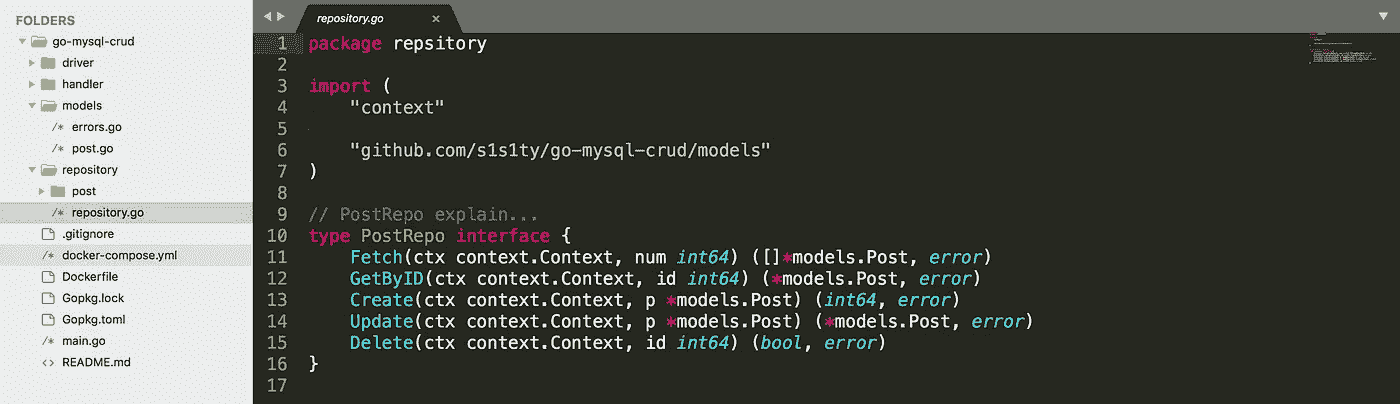 FOLDERS
go-mysql-crud
driver
handler
models
/* errors.go
/* post.go
repository
post
/* repository.go
.gitignore
/* docker-compose.yml
Dockerfile
Gopkg.lock
Gopkg.toml
/* main.go
<> README.md
repository.go ×
1 package repsitory
2
3 import (
4 "context"
5
6 "github.com/s1s1ty/go-mysql-crud/models"
7 )
8
9 // PostRepo explain...
10 type PostRepo interface {
11 Fetch(ctx context.Context, num int64) ([]*models.Post, error)
12 GetByID(ctx context.Context, id int64) (*models.Post, error)
13 Create(ctx context.Context, p *models.Post) (int64, error)
14 Update(ctx context.Context, p *models.Post) (*models.Post, error)
15 Delete(ctx context.Context, id int64) (bool, error)
16 }
17